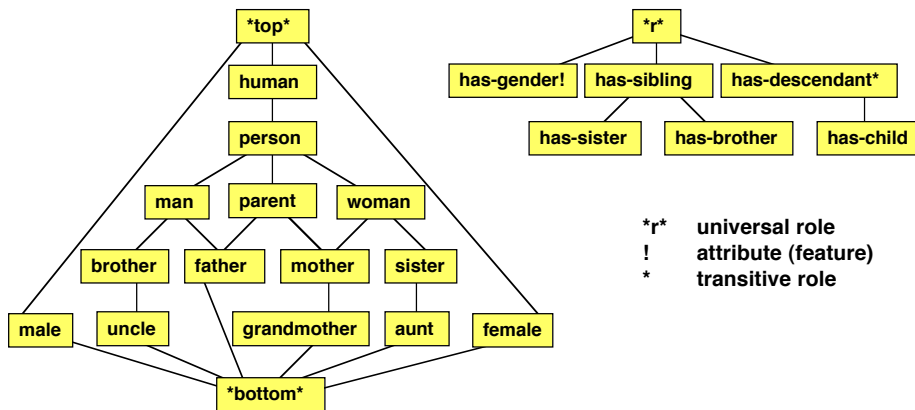 *top*
human
person
man parent woman
brother father mother sister
male uncle grandmother aunt female
*bottom*
*r*
has-gender! has-sibling has-descendant*
has-sister has-brother has-child
*r* universal role
! attribute (feature)
* transitive role